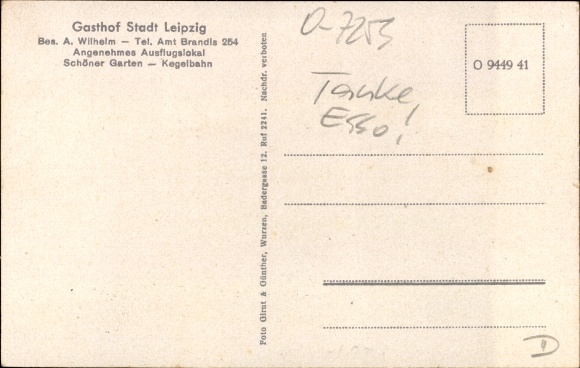 Gasthof Stadt Leipzig
Bes. A. Wilhelm — Tel. Amt Brandis 254
Angenehmes Ausflugslokal
Schöner Garten — Kegelbahn
Foto Girnt & Günther, Wurzen, Badergasse 12. Ruf 2241. Nachdr. verboten
O-7253
Tanke
Esso!
O 9449 41
D